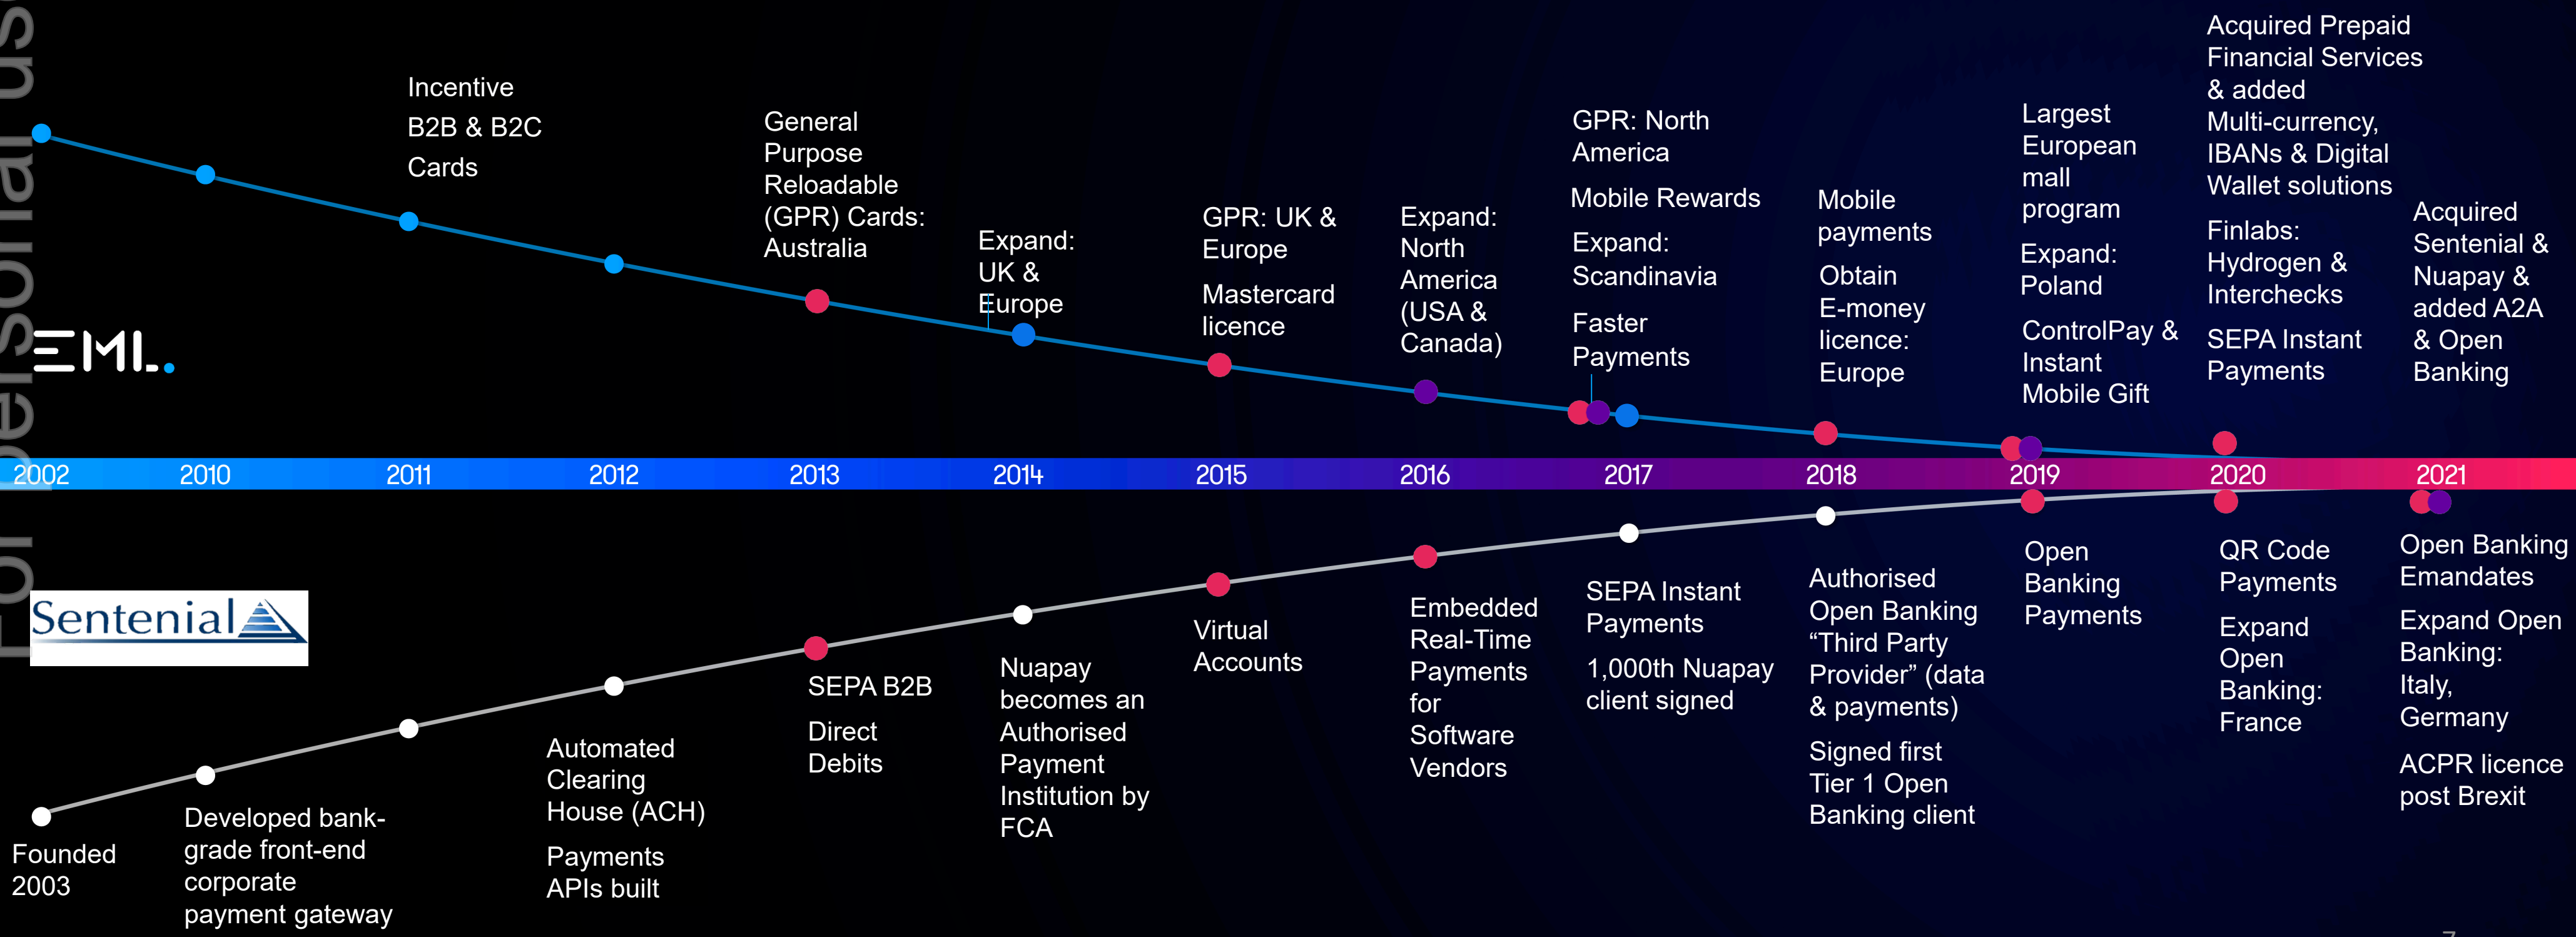 For personal us
Incentive
B2B & B2C
Cards
General
Purpose
Reloadable
(GPR) Cards:
Australia
Expand:
UK &
Europe
GPR: UK &
Europe
Mastercard
licence
Expand:
North
America
(USA &
Canada)
GPR: North
America
Mobile Rewards
Expand:
Scandinavia
Faster
Payments
Mobile
payments
Obtain
E-money
licence:
Europe
Largest
European
mall
program
Expand:
Poland
ControlPay &
Instant
Mobile Gift
Acquired Prepaid
Financial Services
& added
Multi-currency,
IBANs & Digital
Wallet solutions
Finlabs:
Hydrogen &
Interchecks
SEPA Instant
Payments
Acquired
Sentenial &
Nuapay &
added A2A
& Open
Banking
EML.
2002 2010 2011 2012 2013 2014 2015 2016 2017 2018 2019 2020 2021
Sentenial
Founded
2003
Developed bank-
grade front-end
corporate
payment gateway
Automated
Clearing
House (ACH)
Payments
APIs built
SEPA B2B
Direct
Debits
Nuapay
becomes an
Authorised
Payment
Institution by
FCA
Virtual
Accounts
Embedded
Real-Time
Payments
for
Software
Vendors
SEPA Instant
Payments
1,000th Nuapay
client signed
Authorised
Open Banking
“Third Party
Provider” (data
& payments)
Signed first
Tier 1 Open
Banking client
Open
Banking
Payments
QR Code
Payments
Expand
Open
Banking:
France
Open Banking
Emandates
Expand Open
Banking:
Italy,
Germany
ACPR licence
post Brexit